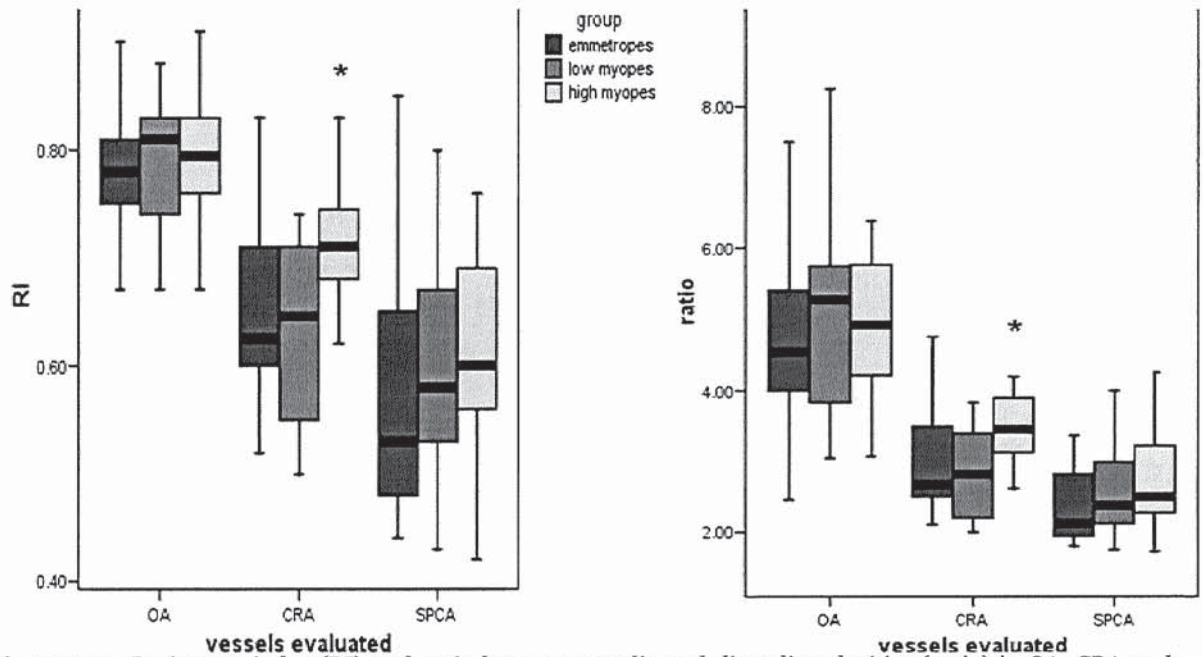 group
emmetropes
low myopes
high myopes
RI
0.80
0.60
0.40
*
OA CRA SPCA
vessels evaluated
ratio
8.00
6.00
4.00
2.00
*
OA CRA SPCA
vessels evaluated